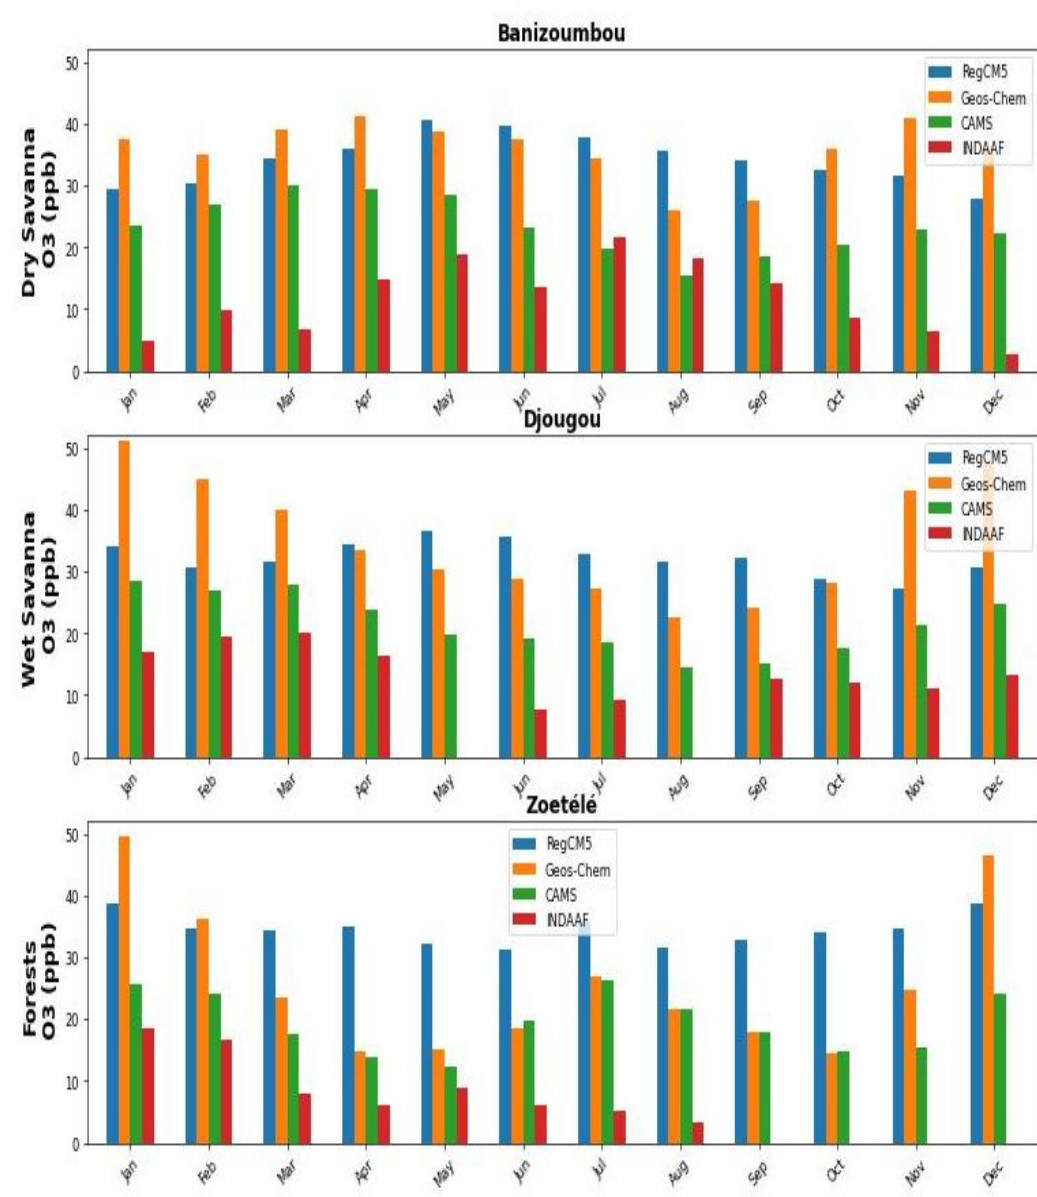 Banizoumbou
Dry Savanna
O3 (ppb)
50
40
30
20
10
0
RegCM5
Geos-Chem
CAMS
INDAAF
Jan Feb Mar Apr May Jun Jul Aug Sep Oct Nov Dec
Djougou
Wet Savanna
O3 (ppb)
50
40
30
20
10
0
RegCM5
Geos-Chem
CAMS
INDAAF
Jan Feb Mar Apr May Jun Jul Aug Sep Oct Nov Dec
Zoetélé
Forests
O3 (ppb)
50
40
30
20
10
0
RegCM5
Geos-Chem
CAMS
INDAAF
Jan Feb Mar Apr May Jun Jul Aug Sep Oct Nov Dec